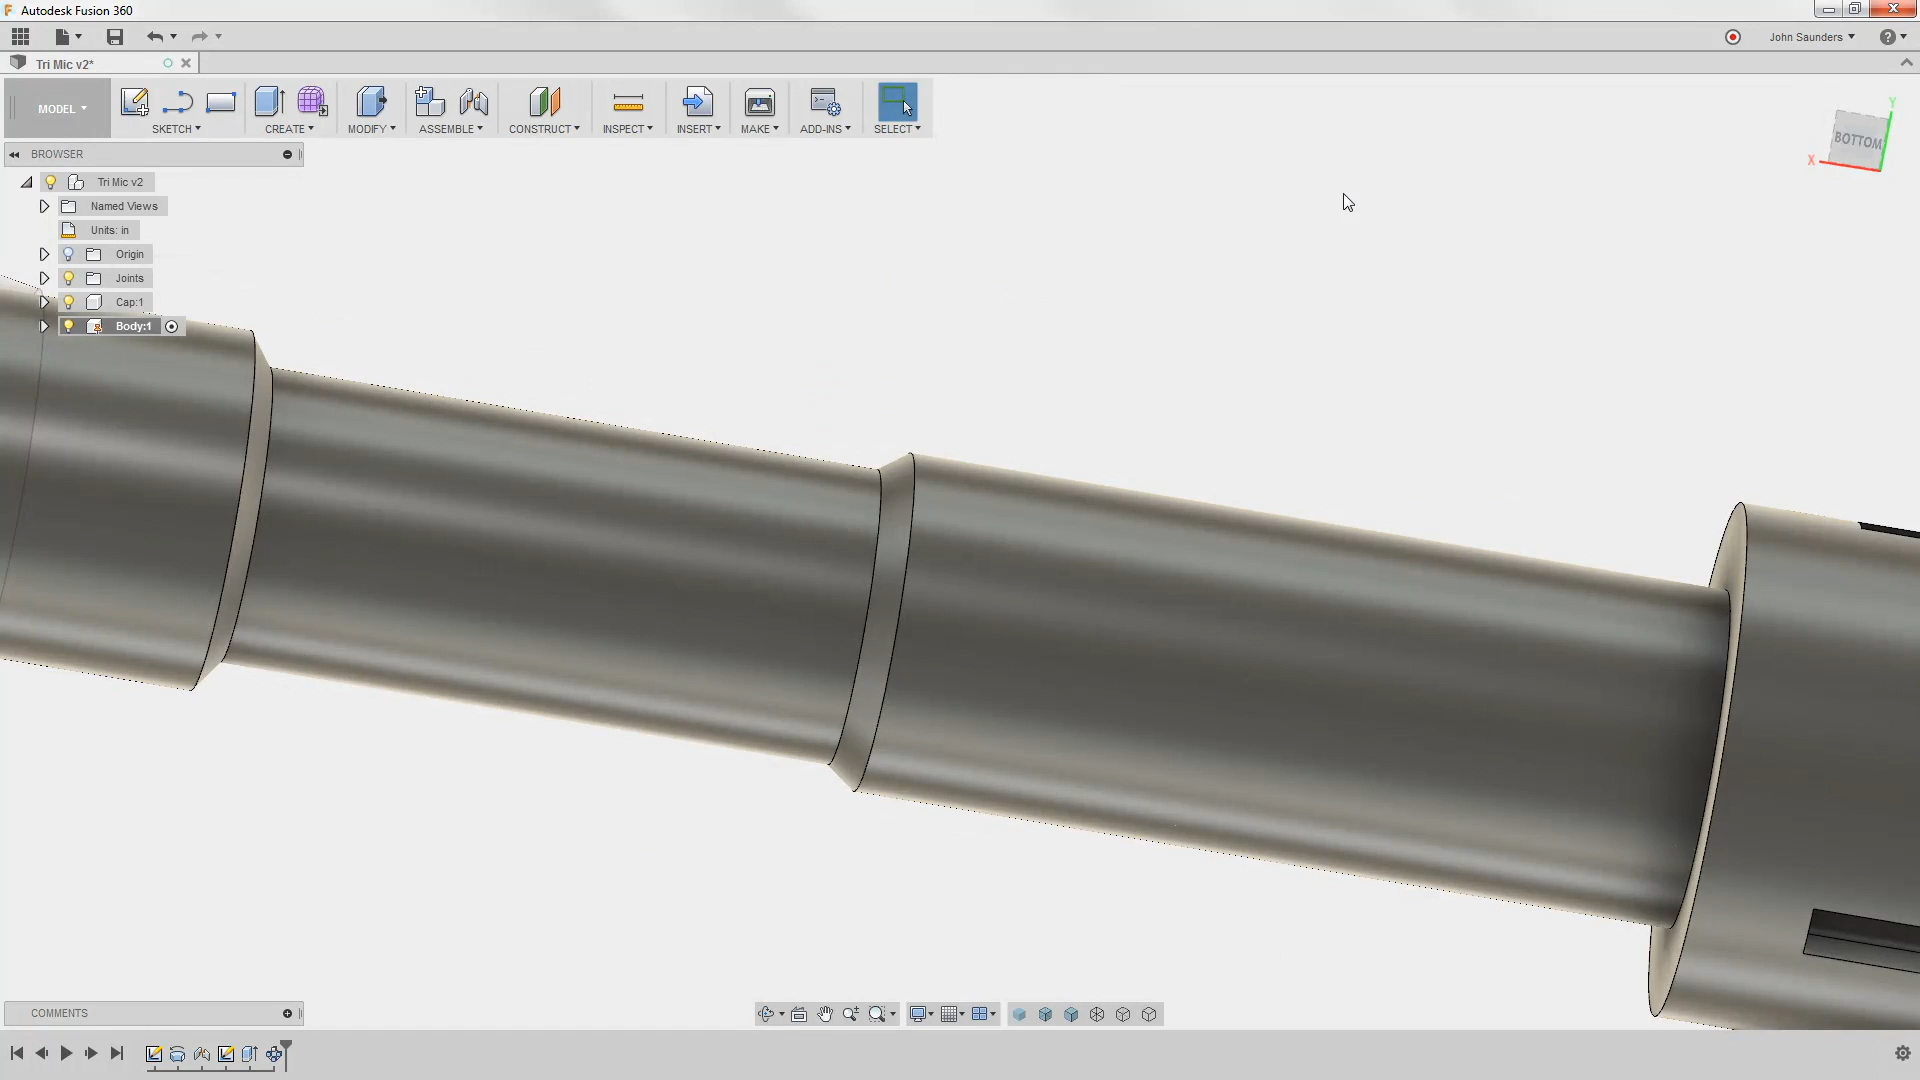 Autodesk Fusion 360
John Saunders
Tri Mic v2*
MODEL
SKETCH
CREATE
MODIFY
ASSEMBLE
CONSTRUCT
INSPECT
INSERT
MAKE
ADD-INS
SELECT
Y
BOTTOM
X
BROWSER
Tri Mic v2
Named Views
Units: in
Origin
Joints
Cap:1
Body:1
COMMENTS